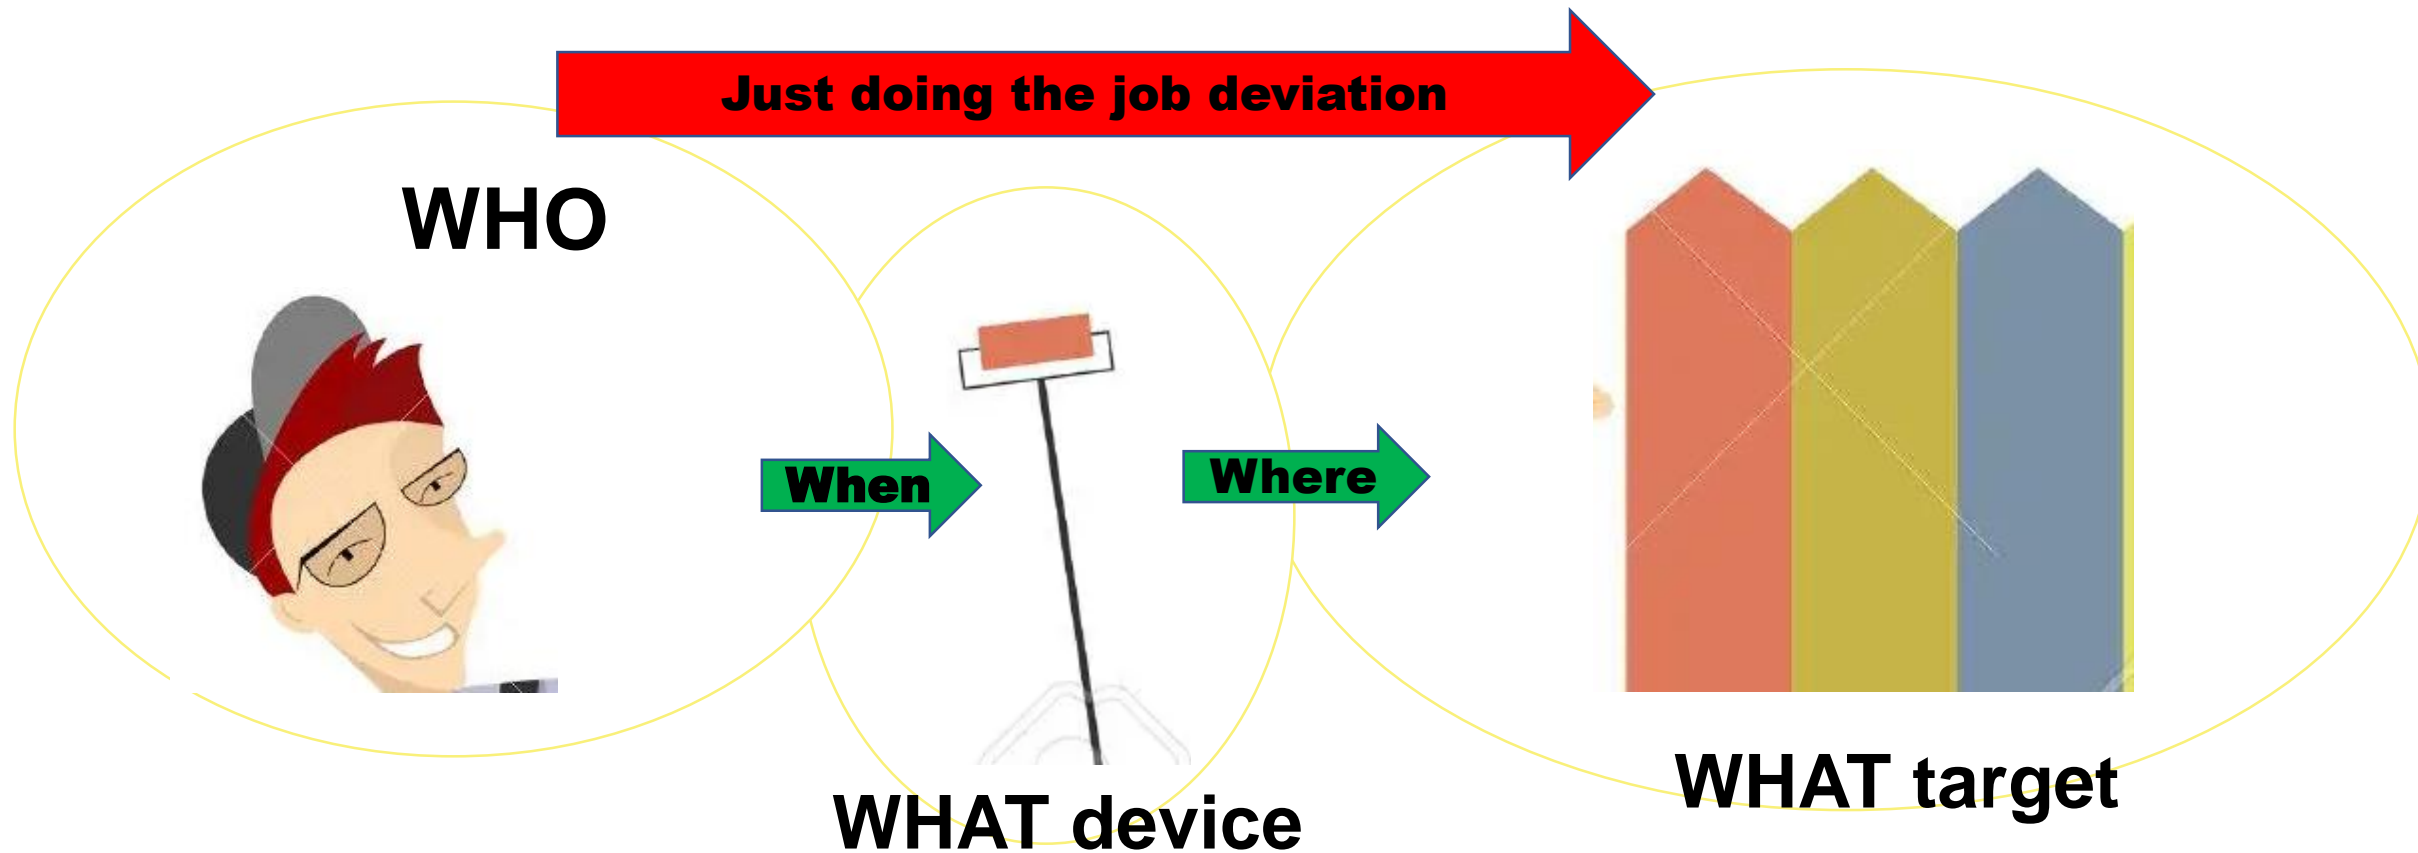 Just doing the job deviation
WHO
When
Where
WHAT device
WHAT target